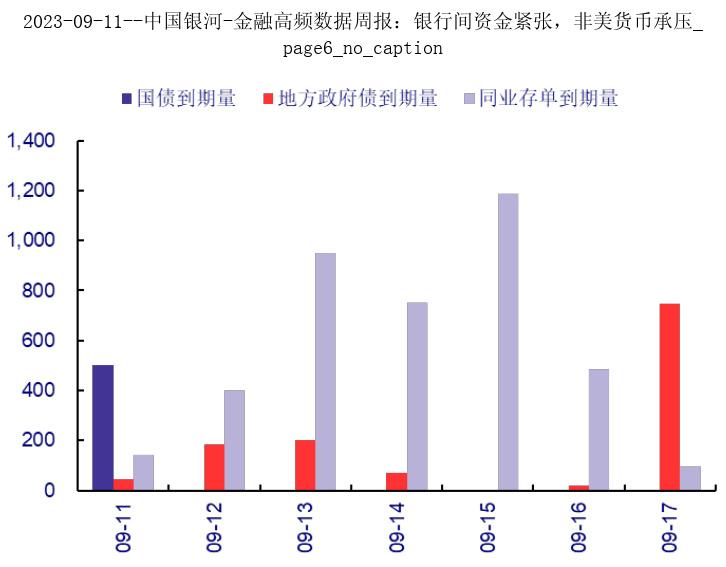 2023-09-11--中国银河-金融高频数据周报：银行间资金紧张，非美货币承压_
page6_no_caption
国债到期量 地方政府债到期量 同业存单到期量
1,400
1,200
1,000
800
600
400
200
0
09-11 09-12 09-13 09-14 09-15 09-16 09-17